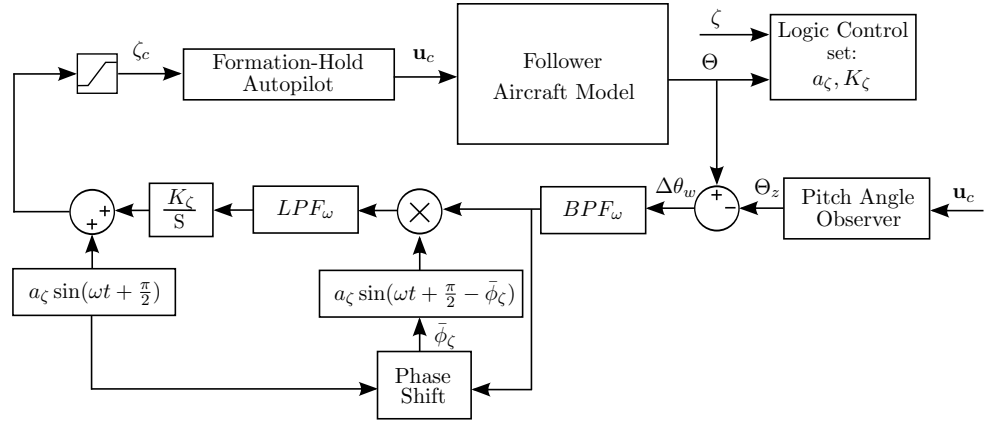 ζ_c
Formation-Hold
Autopilot
𝐮_c
Follower
Aircraft Model
Θ
ζ
Logic Control
set:
a_ζ, K_ζ
+
+
K_ζ
S
LPF_ω
×
BPF_ω
Δθ_w
−
Θ_z
Pitch Angle
Observer
𝐮_c
a_ζ sin(ωt + π/2)
a_ζ sin(ωt + π/2 − φ̄_ζ)
φ̄_ζ
Phase
Shift